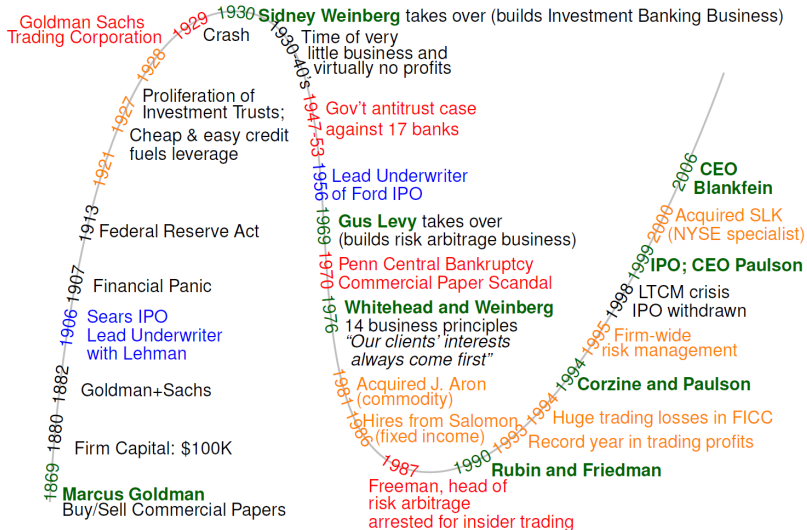 1869
Marcus Goldman
Buy/Sell Commercial Papers
1880
Firm Capital: $100K
1882
Goldman+Sachs
1906
Sears IPO
Lead Underwriter
with Lehman
1907
Financial Panic
1913
Federal Reserve Act
1921
1927
Proliferation of
Investment Trusts;
Cheap & easy credit
fuels leverage
1928
1929
Goldman Sachs
Trading Corporation
Crash
1930
Sidney Weinberg takes over (builds Investment Banking Business)
1930-40's
Time of very
little business and
virtually no profits
1947-53
Gov't antitrust case
against 17 banks
1956
Lead Underwriter
of Ford IPO
1969
Gus Levy takes over
(builds risk arbitrage business)
1970
Penn Central Bankruptcy
Commercial Paper Scandal
1976
Whitehead and Weinberg
14 business principles
“Our clients’ interests
always come first”
1981
Acquired J. Aron
(commodity)
1986
Hires from Salomon
(fixed income)
1987
Freeman, head of
risk arbitrage
arrested for insider trading
1990
Rubin and Friedman
1993
Record year in trading profits
1994
Huge trading losses in FICC
1994
Corzine and Paulson
1995
Firm-wide
risk management
1998
LTCM crisis
IPO withdrawn
1999
IPO; CEO Paulson
2000
Acquired SLK
(NYSE specialist)
2006
CEO
Blankfein